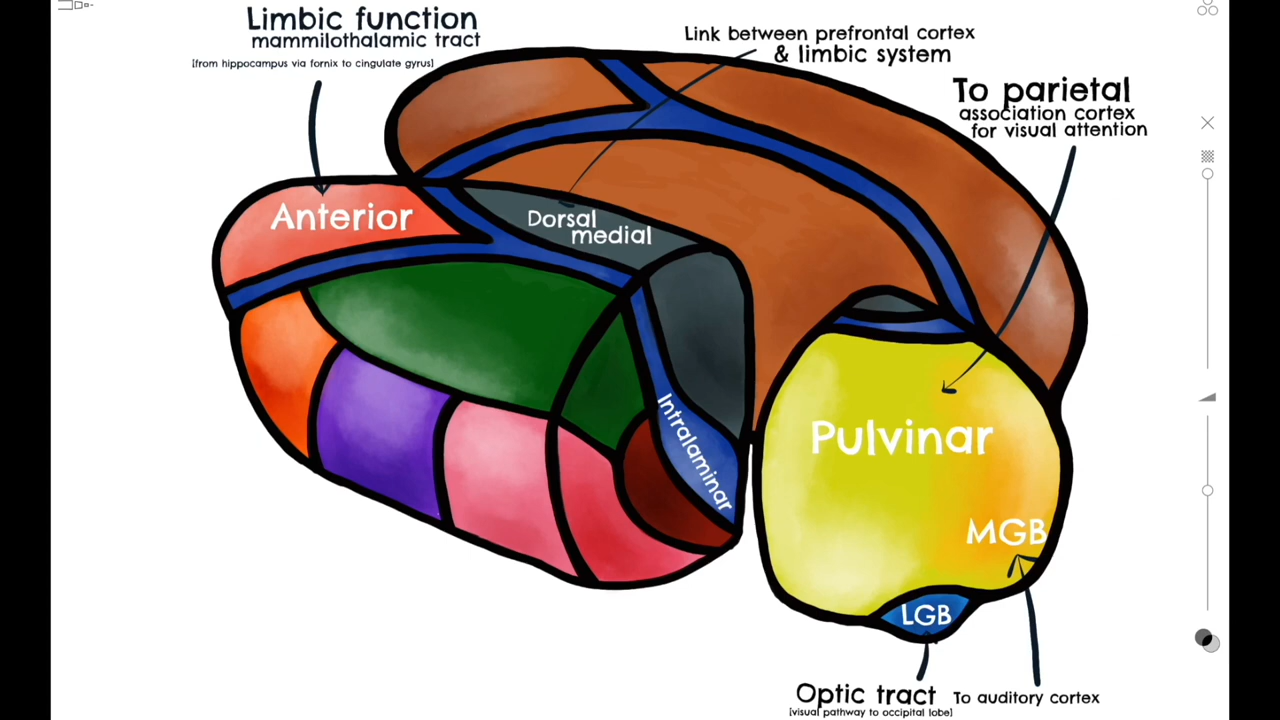 Limbic function
mammilothalamic tract
[from hippocampus via fornix to cingulate gyrus]
Link between prefrontal cortex
& limbic system
To parietal
association cortex
for visual attention
Anterior
Dorsal
medial
Intralaminar
Pulvinar
MGB
LGB
Optic tract
[visual pathway to occipital lobe]
To auditory cortex